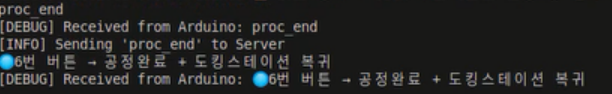 proc_end
[DEBUG] Received from Arduino: proc_end
[INFO] Sending 'proc_end' to Server
🔵6번 버튼 → 공정완료 + 도킹스테이션 복귀
[DEBUG] Received from Arduino: 🔵6번 버튼 → 공정완료 + 도킹스테이션 복귀